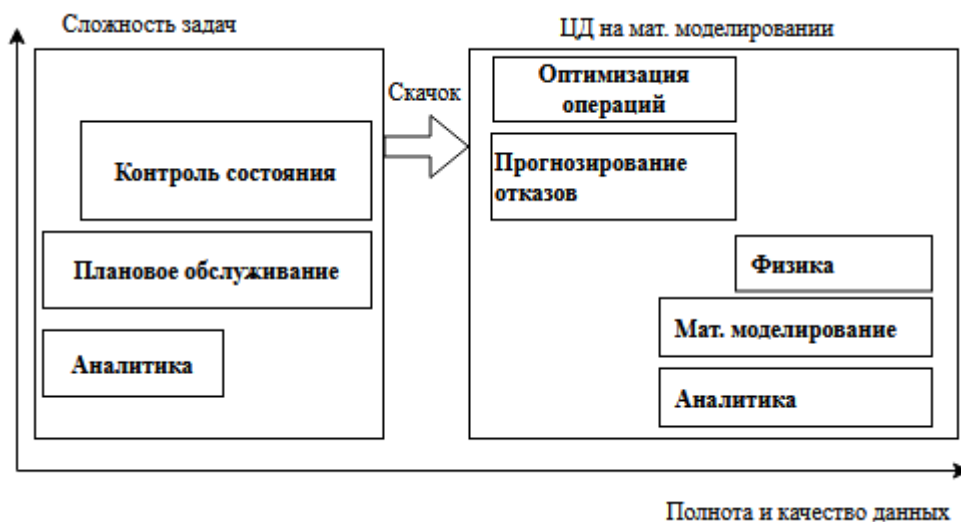 Сложность задач
ЦД на мат. моделировании
Скачок
Контроль состояния
Плановое обслуживание
Аналитика
Оптимизация
операций
Прогнозирование
отказов
Физика
Мат. моделирование
Аналитика
Полнота и качество данных